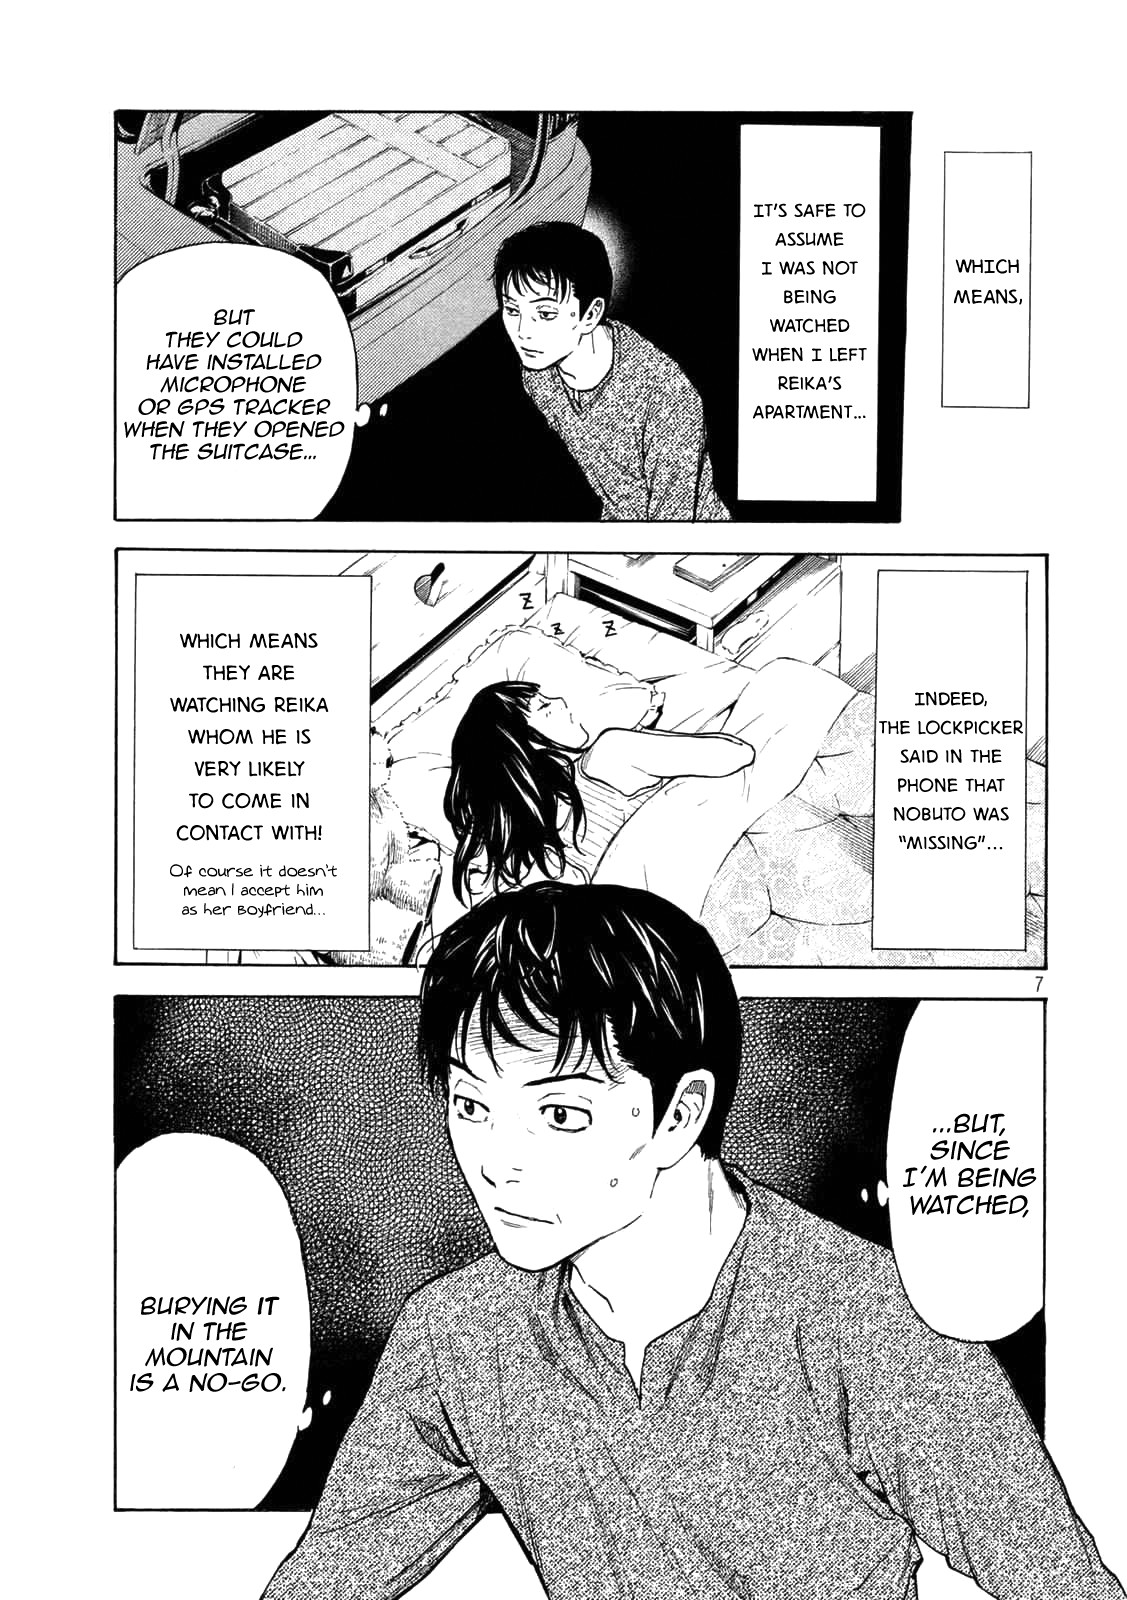 WHICH
MEANS,
IT'S SAFE TO
ASSUME
I WAS NOT
BEING
WATCHED
WHEN I LEFT
REIKA'S
APARTMENT...
BUT
THEY COULD
HAVE INSTALLED
MICROPHONE
OR GPS TRACKER
WHEN THEY OPENED
THE SUITCASE...
INDEED,
THE LOCKPICKER
SAID IN THE
PHONE THAT
NOBUTO WAS
"MISSING"...
Z
Z
Z
WHICH MEANS
THEY ARE
WATCHING REIKA
WHOM HE IS
VERY LIKELY
TO COME IN
CONTACT WITH!
Of course it doesn't
mean I accept him
as her Boyfriend...
7
...BUT,
SINCE
I'M BEING
WATCHED,
BURYING IT
IN THE
MOUNTAIN
IS A NO-GO.